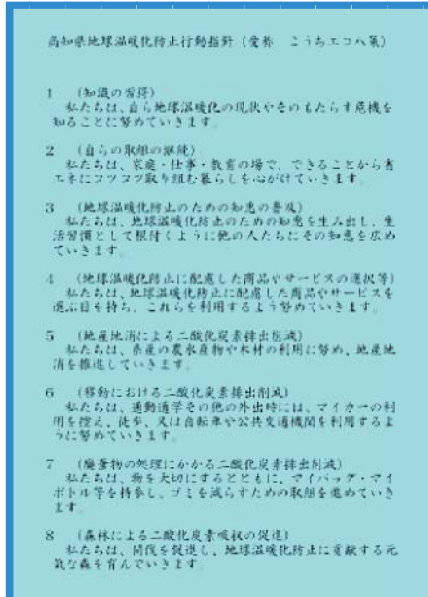 高知県地球温暖化防止行動指針（愛称　こうちエコハ策）
1　（知識の習得）
私たちは、自ら地球温暖化の現状やそのもたらす危機を
知ることに努めていきます。
2　（自らの取組の継続）
私たちは、家庭・仕事・教育の場で、できることから省
エネにコツコツ取り組む暮らしを心がけていきます。
3　（地球温暖化防止のための知恵の普及）
私たちは、地球温暖化防止のための知恵を生み出し、生
活習慣として根付くように他の人たちにその知恵を広め
ていきます。
4　（地球温暖化防止に配慮した商品やサービスの選択等）
私たちは、地球温暖化防止に配慮した商品やサービスを
選ぶ目を持ち、これらを利用するよう努めていきます。
5　（地産地消による二酸化炭素排出削減）
私たちは、県産の農水産物や木材の利用に努め、地産地
消を推進していきます。
6　（移動における二酸化炭素排出削減）
私たちは、通勤通学その他の外出時には、マイカーの利
用を控え、徒歩、又は自転車や公共交通機関を利用するよ
うに努めていきます。
7　（廃棄物の処理にかかる二酸化炭素排出削減）
私たちは、物を大切にするとともに、マイバッグ・マイ
ボトル等を持参し、ゴミを減らすための取組を進めていき
ます。
8　（森林による二酸化炭素吸収の促進）
私たちは、間伐を促進し、地球温暖化防止に貢献する元
気な森を育んでいきます。